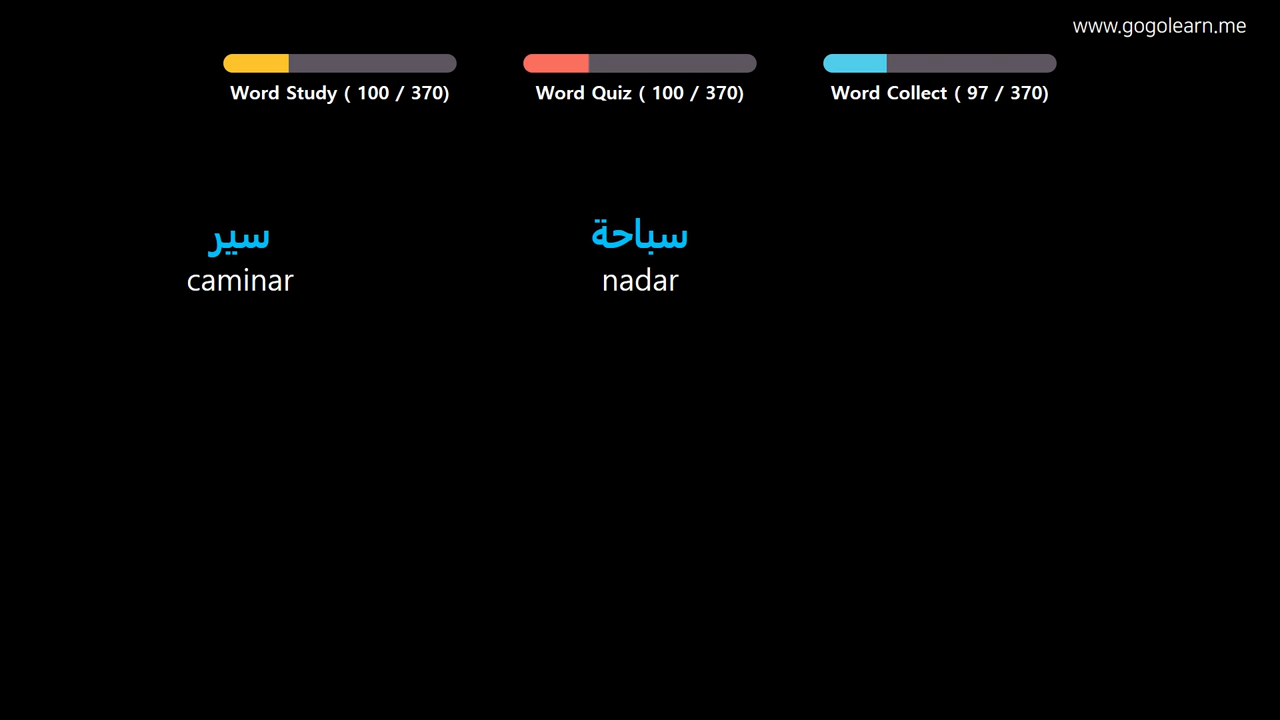 www.gogolearn.me
Word Study ( 100 / 370)
Word Quiz ( 100 / 370)
Word Collect ( 97 / 370)
سير
caminar
سباحة
nadar